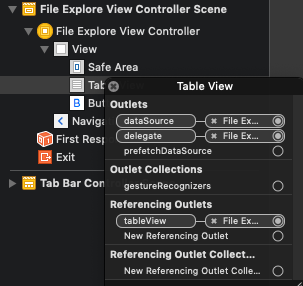 File Explore View Controller Scene
File Explore View Controller
View
Safe Area
Tab
Table View
Outlets
B
dataSource
File Ex...
Naviga
delegate
File Ex...
First Resp
prefetchDataSource
Exit
Outlet Collections
Tab Bar Con
gestureRecognizers
Referencing Outlets
tableView
File Ex...
New Referencing Outlet
Referencing Outlet Collect...
New Referencing Outlet Colle...